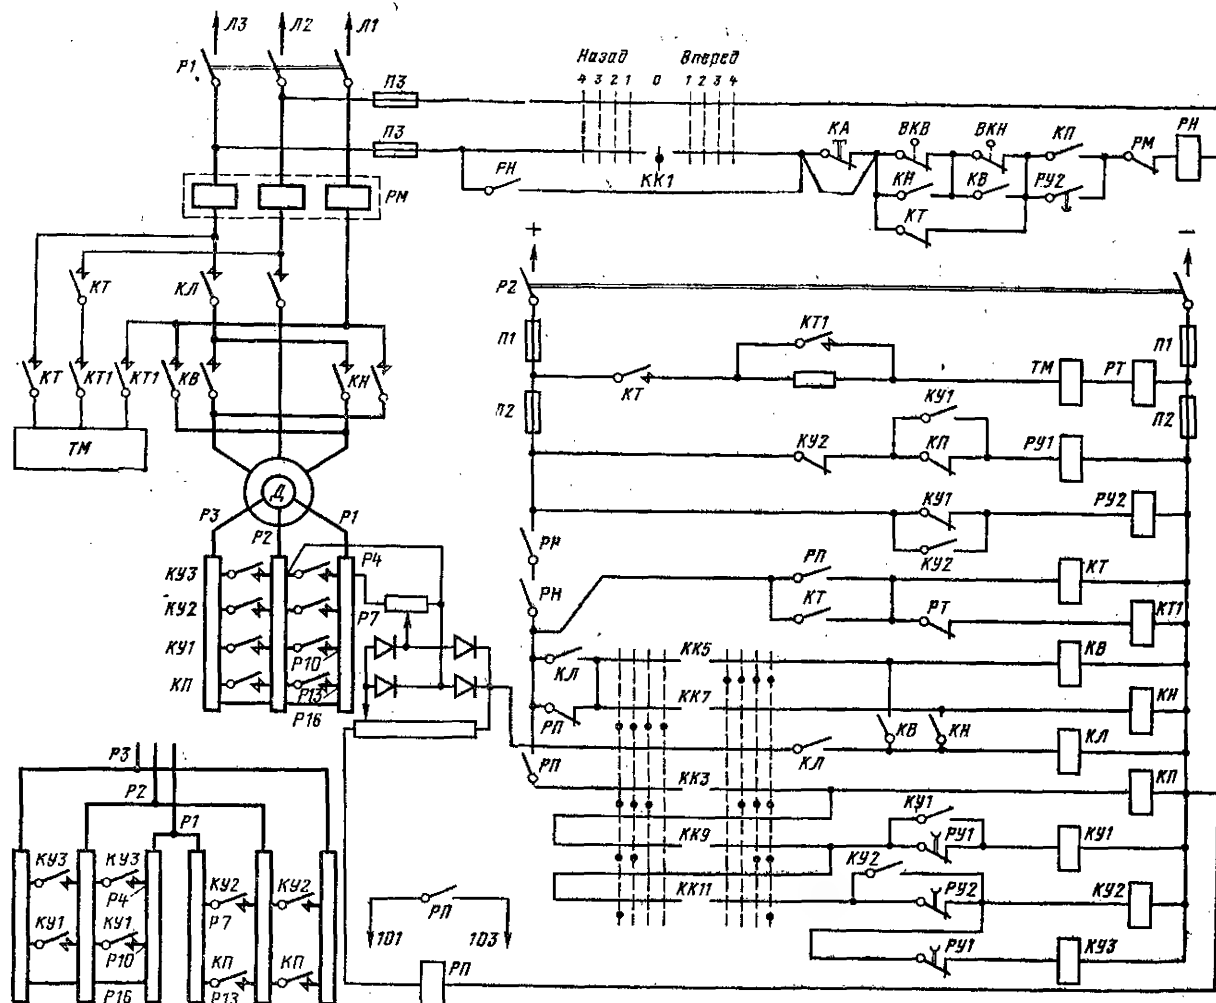 Л3 Л2 Л1
Назад Вперед
Р1
4 3 2 1 0 1 2 3 4
П3
П3
КА ВКВ ВКН КП РМ РН
РН КК1
КН КВ РУ2
РМ
КТ
+ −
КТ КЛ
Р2
П1 КТ1 П1
КТ КТ1 КТ1 КВ КН
КТ ТМ РТ
П2 КУ1 П2
ТМ
КУ2 КП РУ1
Д
КУ1 РУ2
Р3 Р2 Р1
РН КУ2
КУ3 Р4
РП КТ
РН
КУ2 Р7
КТ РТ КТ1
КУ1 Р10
КК5 КВ
КЛ
КП Р13
КК7 КН
Р16
РП
КВ КН КЛ
КЛ
Р3
РП
КК3 КП
Р2
КУ1
Р1
КК9 РУ1 КУ1
КУ3 КУ3 КУ2 КУ2
КУ2
Р4 Р7
КК11 РУ2 КУ2
РП
КУ1 КУ1
101 103
Р10
РУ1 КУ3
КП КП
РП
Р16 Р13